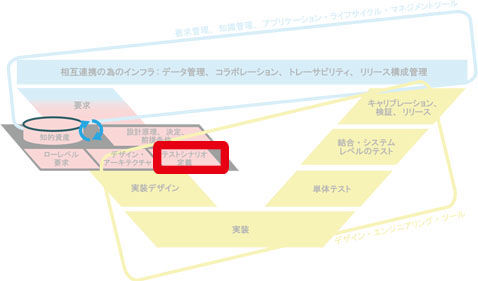 要求管理、知識管理、アプリケーション・ライフサイクル・マネジメントツール
相互連携の為のインフラ：データ管理、コラボレーション、トレーサビリティ、リリース構成管理
要求
キャリブレーション、
検証、リリース
知的資産
設計原理、決定、
前提条件
結合・システム
レベルのテスト
ローレベル
要求
デザイン・
アーキテクチャ
テストシナリオ
定義
実装デザイン
単体テスト
実装
デザイン・エンジニアリング・ツール